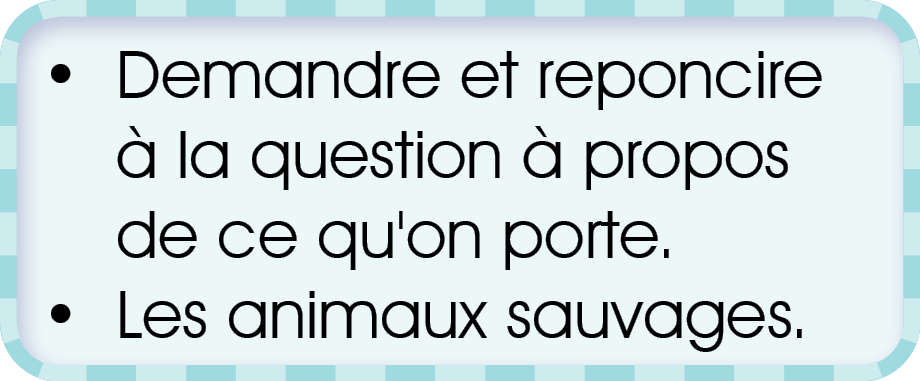 • Demandre et reponcire
à la question à propos
de ce qu'on porte.
• Les animaux sauvages.